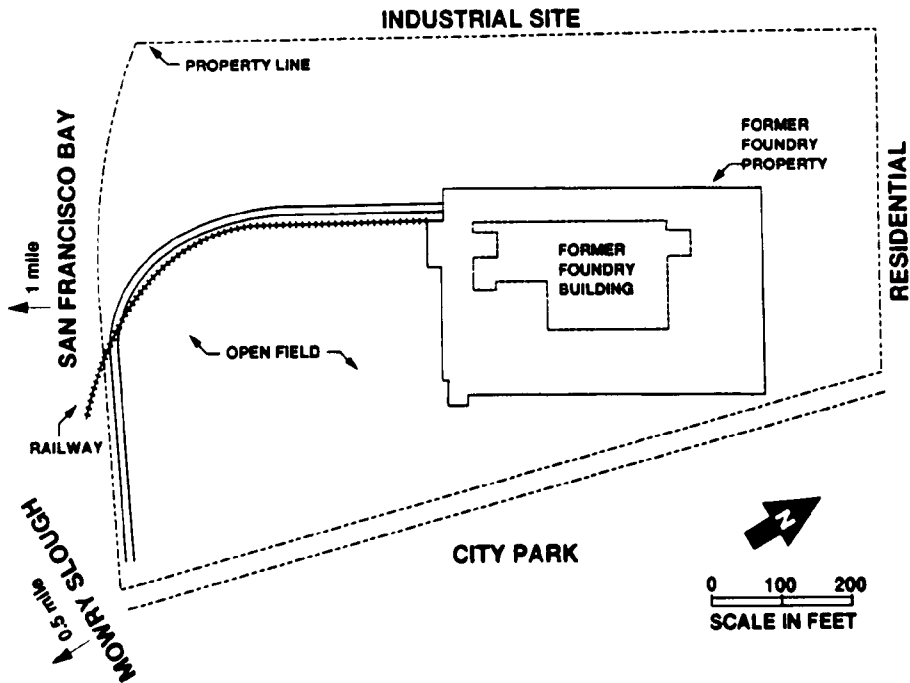 INDUSTRIAL SITE
PROPERTY LINE
FORMER
FOUNDRY
PROPERTY
SAN FRANCISCO BAY
1 mile
RESIDENTIAL
FORMER
FOUNDRY
BUILDING
OPEN FIELD
RAILWAY
MOWRY SLOUGH
0.5 mile
CITY PARK
N
0 100 200
SCALE IN FEET